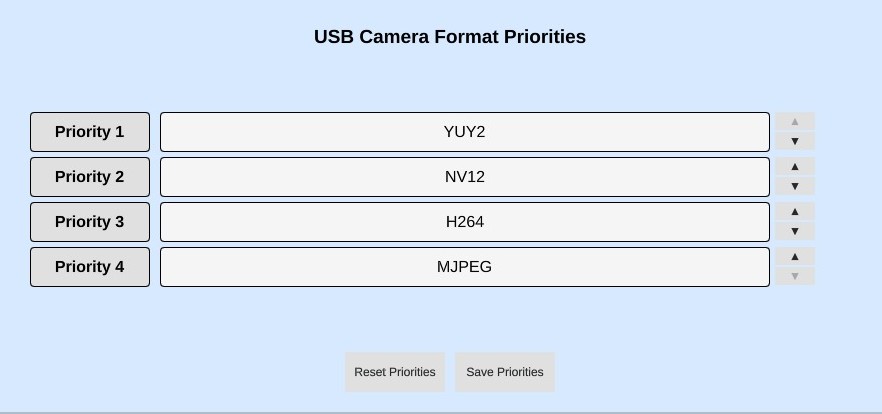 USB Camera Format Priorities
Priority 1 YUY2
Priority 2 NV12
Priority 3 H264
Priority 4 MJPEG
Reset Priorities Save Priorities